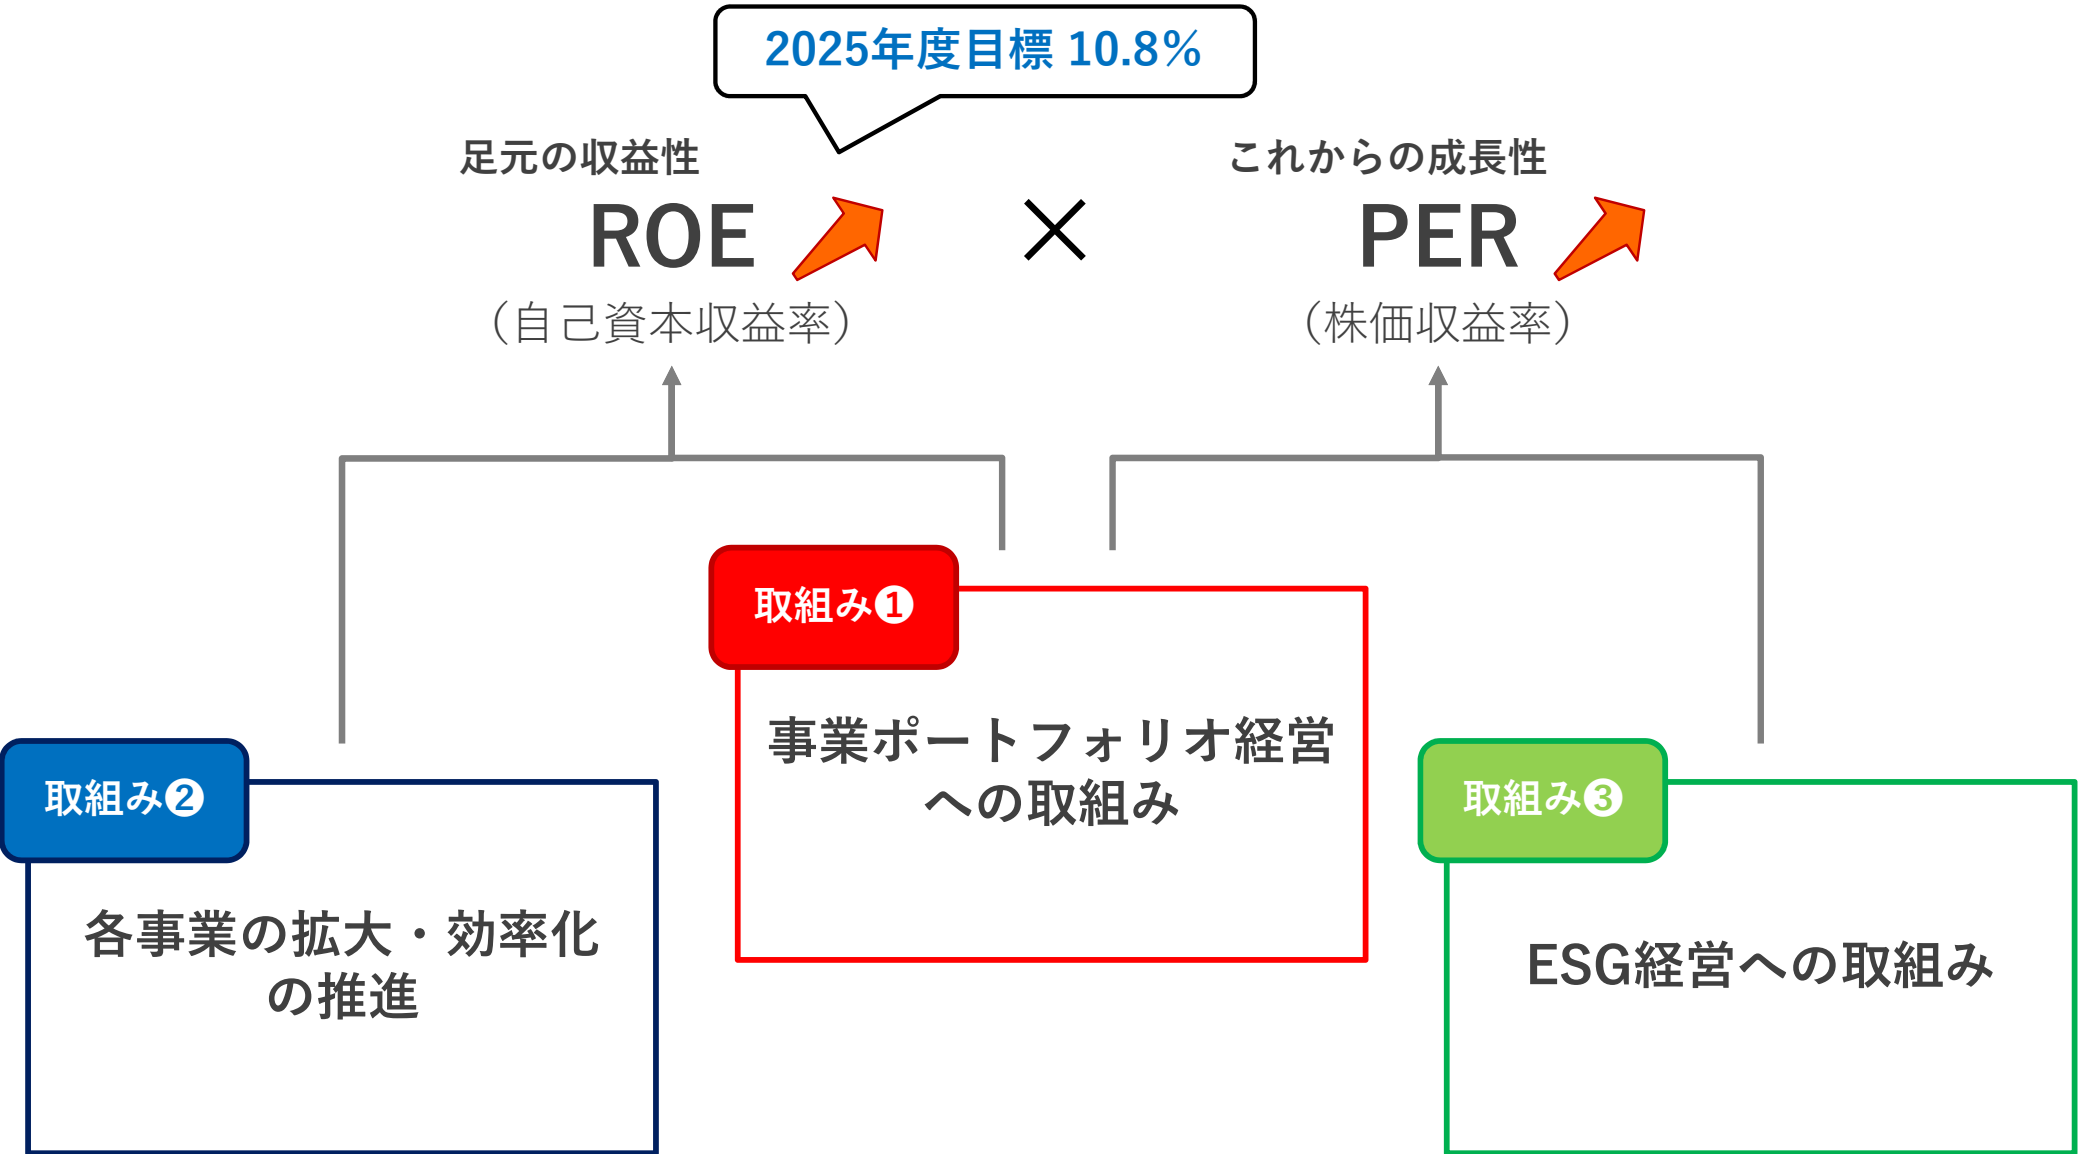 2025年度目標 10.8%
足元の収益性
ROE
（自己資本収益率）
×
これからの成長性
PER
（株価収益率）
取組み❶
事業ポートフォリオ経営
への取組み
取組み❷
各事業の拡大・効率化
の推進
取組み❸
ESG経営への取組み